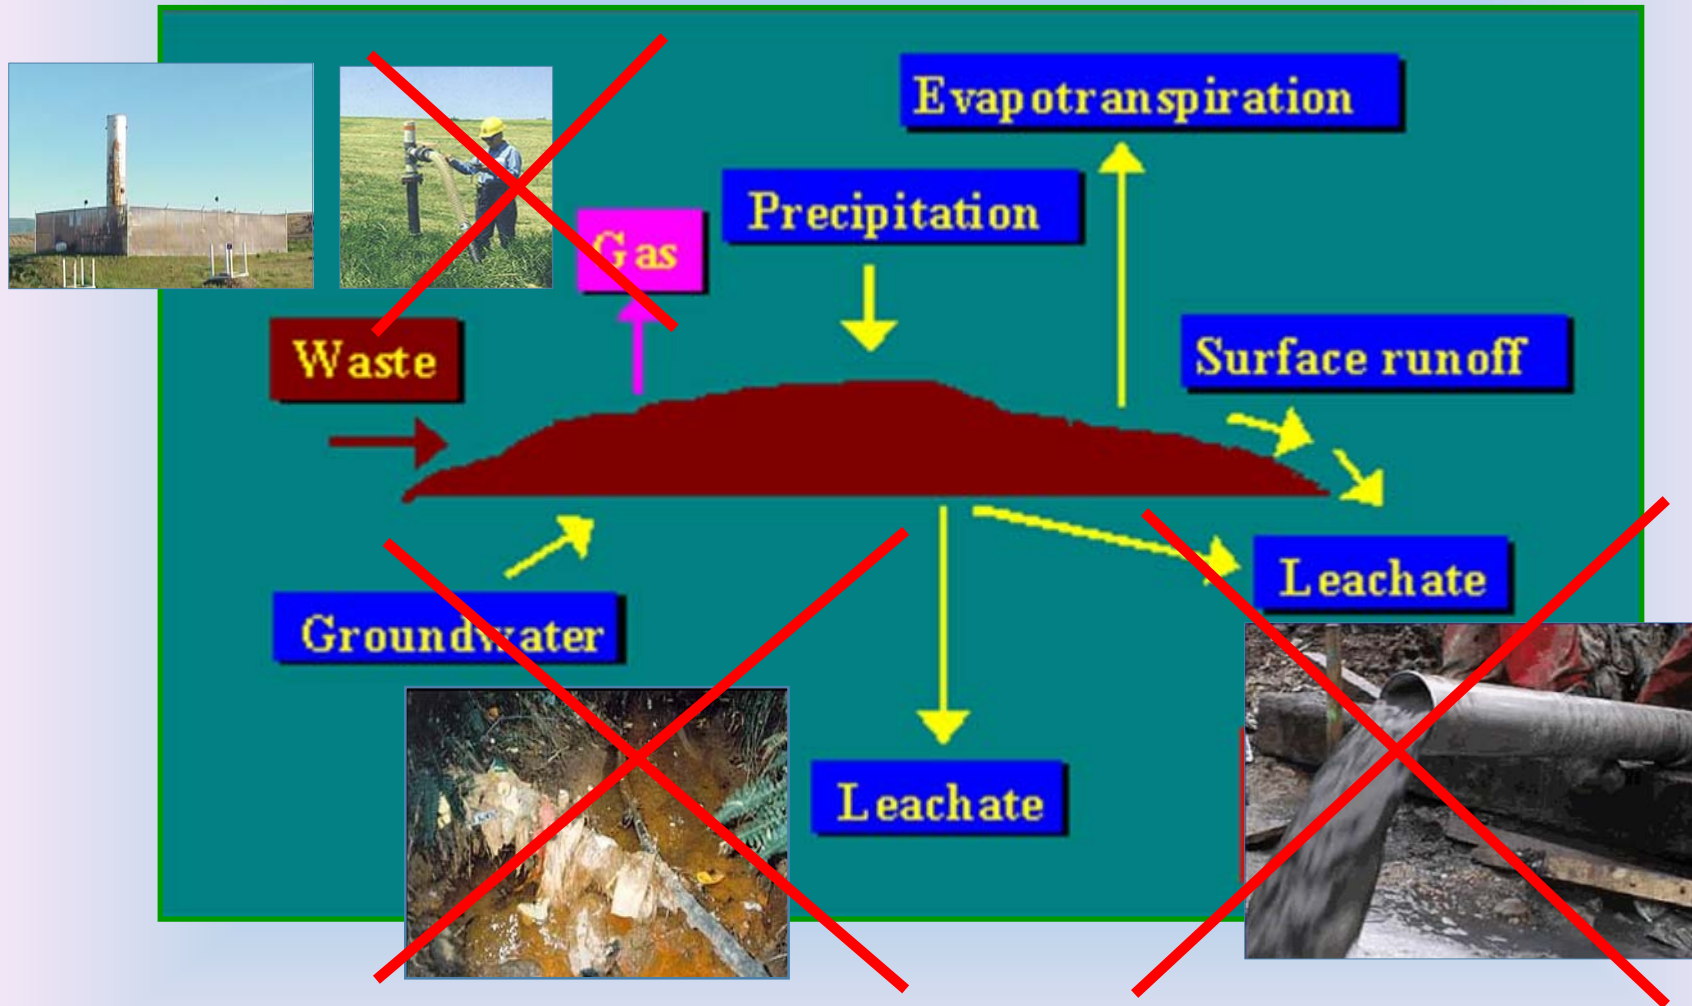 Evapotranspiration
Precipitation
Gas
Waste
Surface runoff
Leachate
Groundwater
Leachate